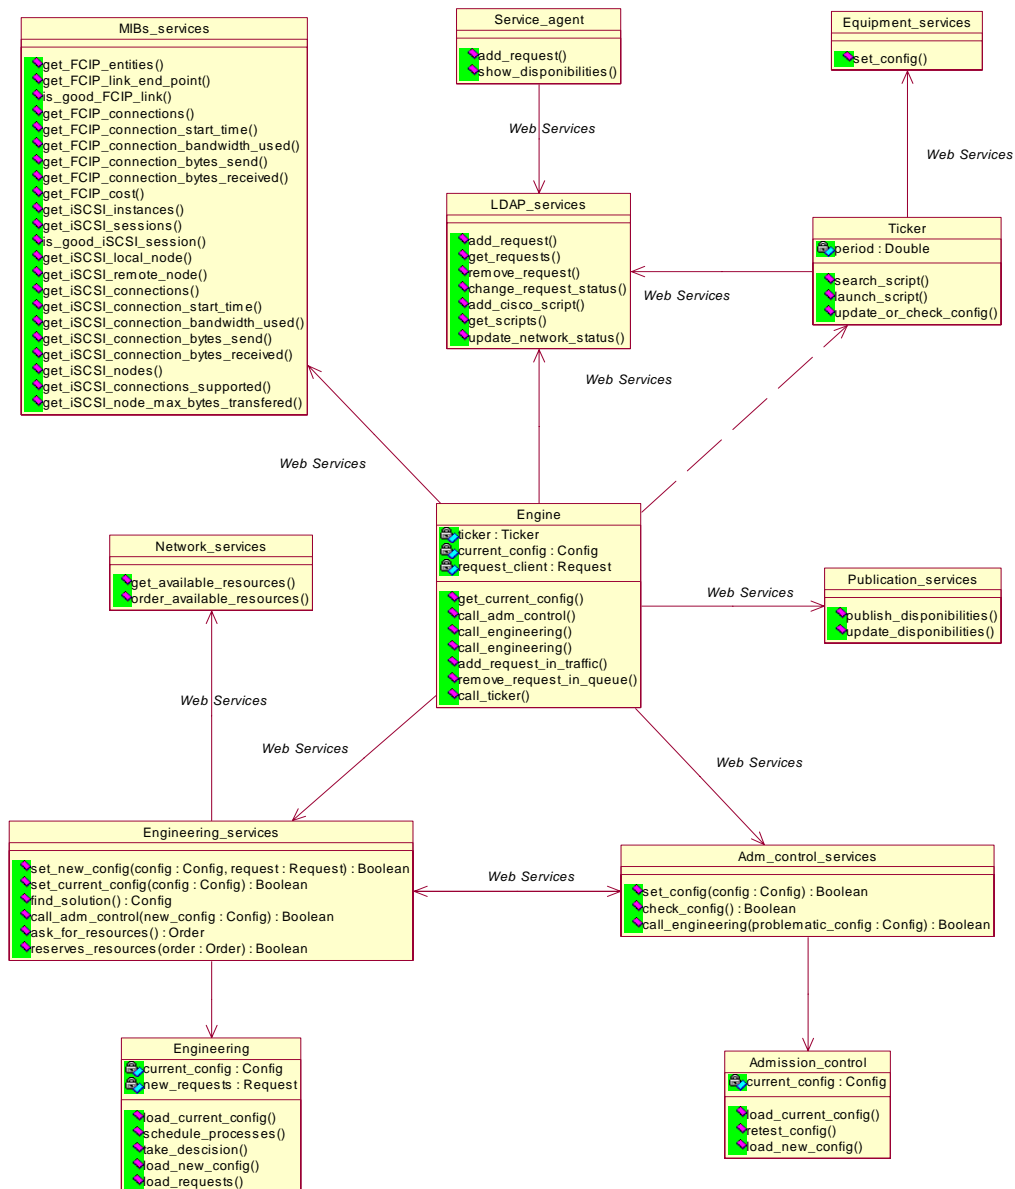 MIBs_services
get_FCIP_entities()
get_FCIP_link_end_point()
is_good_FCIP_link()
get_FCIP_connections()
get_FCIP_connection_start_time()
get_FCIP_connection_bandwidth_used()
get_FCIP_connection_bytes_send()
get_FCIP_connection_bytes_received()
get_FCIP_cost()
get_iSCSI_instances()
get_iSCSI_sessions()
is_good_iSCSI_session()
get_iSCSI_local_node()
get_iSCSI_remote_node()
get_iSCSI_connections()
get_iSCSI_connection_start_time()
get_iSCSI_connection_bandwidth_used()
get_iSCSI_connection_bytes_send()
get_iSCSI_connection_bytes_received()
get_iSCSI_nodes()
get_iSCSI_connections_supported()
get_iSCSI_node_max_bytes_transfered()
Service_agent
add_request()
show_disponibilities()
Equipment_services
set_config()
Web Services
Web Services
LDAP_services
add_request()
get_requests()
remove_request()
change_request_status()
add_cisco_script()
get_scripts()
update_network_status()
Ticker
period : Double
search_script()
launch_script()
update_or_check_config()
Web Services
Web Services
Web Services
Engine
ticker : Ticker
current_config : Config
request_client : Request
get_current_config()
call_adm_control()
call_engineering()
call_engineering()
add_request_in_traffic()
remove_request_in_queue()
call_ticker()
Network_services
get_available_resources()
order_available_resources()
Web Services
Publication_services
publish_disponibilities()
update_disponibilities()
Web Services
Web Services
Web Services
Engineering_services
set_new_config(config : Config, request : Request) : Boolean
set_current_config(config : Config) : Boolean
find_solution() : Config
call_adm_control(new_config : Config) : Boolean
ask_for_resources() : Order
reserves_resources(order : Order) : Boolean
Web Services
Adm_control_services
set_config(config : Config) : Boolean
check_config() : Boolean
call_engineering(problematic_config : Config) : Boolean
Engineering
current_config : Config
new_requests : Request
load_current_config()
schedule_processes()
take_descision()
load_new_config()
load_requests()
Admission_control
current_config : Config
load_current_config()
retest_config()
load_new_config()